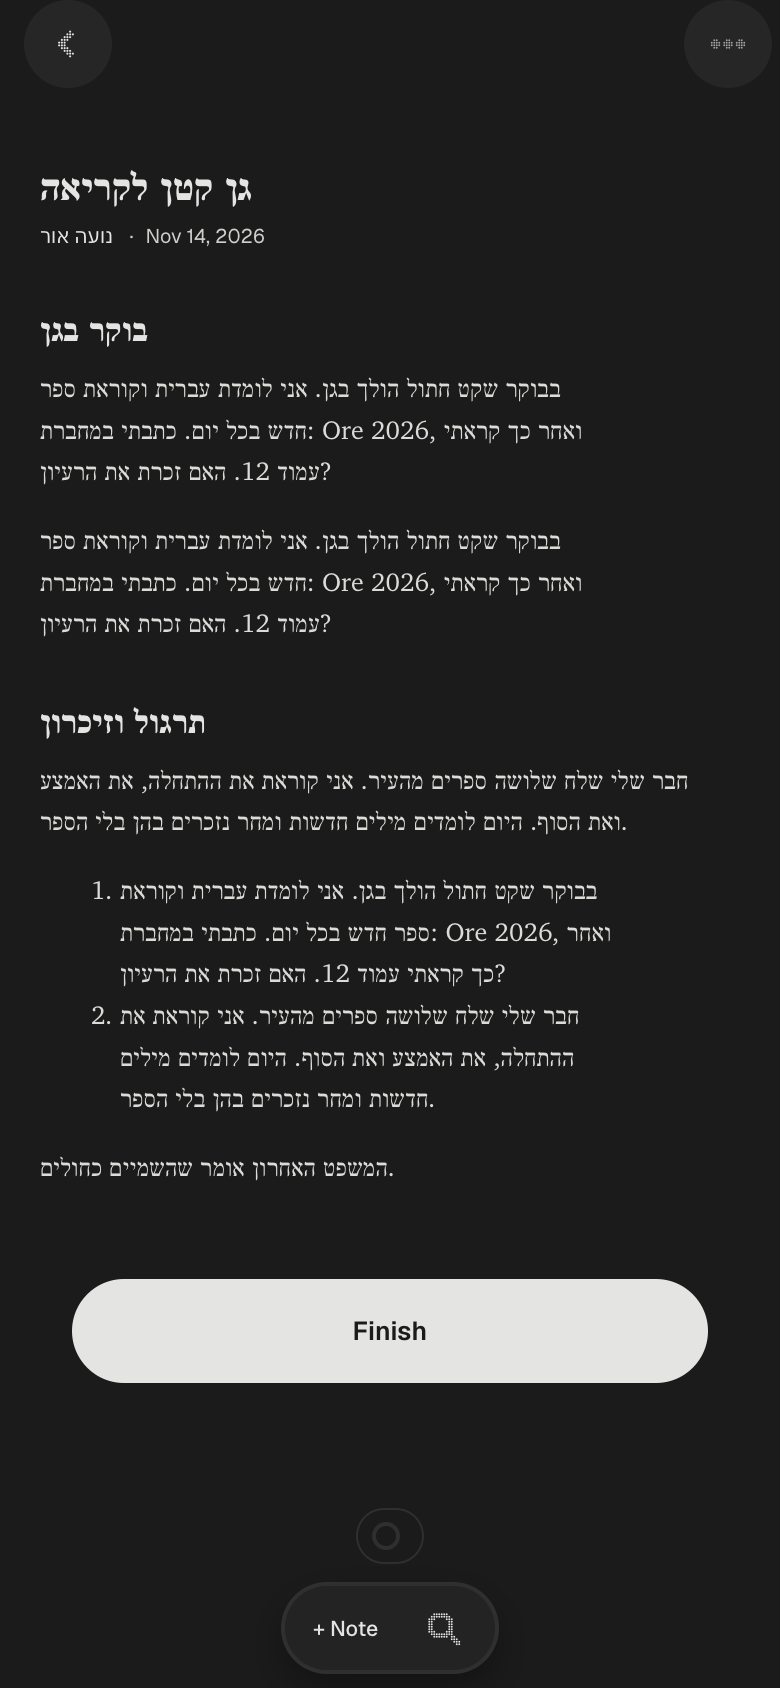 גן קטן לקריאה
נועה אור · Nov 14, 2026
בוקר בגן
בבוקר שקט חתול הולך בגן. אני לומדת עברית וקוראת ספר
חדש בכל יום. כתבתי במחברת: Ore 2026, ואחר כך קראתי
עמוד 12. האם זכרת את הרעיון?
בבוקר שקט חתול הולך בגן. אני לומדת עברית וקוראת ספר
חדש בכל יום. כתבתי במחברת: Ore 2026, ואחר כך קראתי
עמוד 12. האם זכרת את הרעיון?
תרגול וזיכרון
חבר שלי שלח שלושה ספרים מהעיר. אני קוראת את ההתחלה, את האמצע
ואת הסוף. היום לומדים מילים חדשות ומחר נזכרים בהן בלי הספר.
1. בבוקר שקט חתול הולך בגן. אני לומדת עברית וקוראת
ספר חדש בכל יום. כתבתי במחברת: Ore 2026, ואחר
כך קראתי עמוד 12. האם זכרת את הרעיון?
2. חבר שלי שלח שלושה ספרים מהעיר. אני קוראת את
ההתחלה, את האמצע ואת הסוף. היום לומדים מילים
חדשות ומחר נזכרים בהן בלי הספר.
המשפט האחרון אומר שהשמיים כחולים.
Finish
+ Note